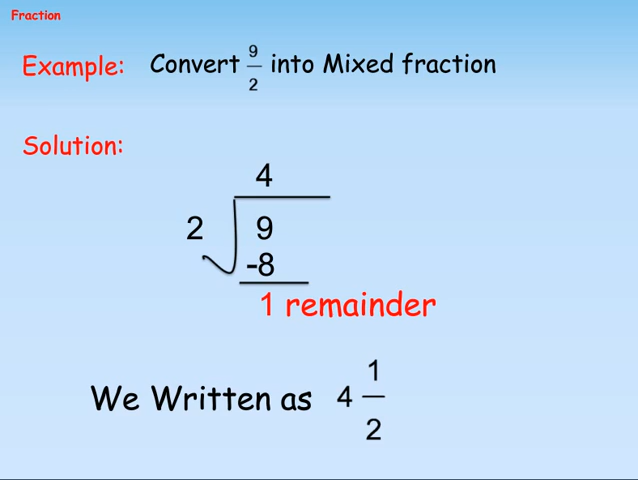 Fraction
Example: Convert 9/2 into Mixed fraction
Solution:
4
2 9
-8
1 remainder
We Written as 4 1/2